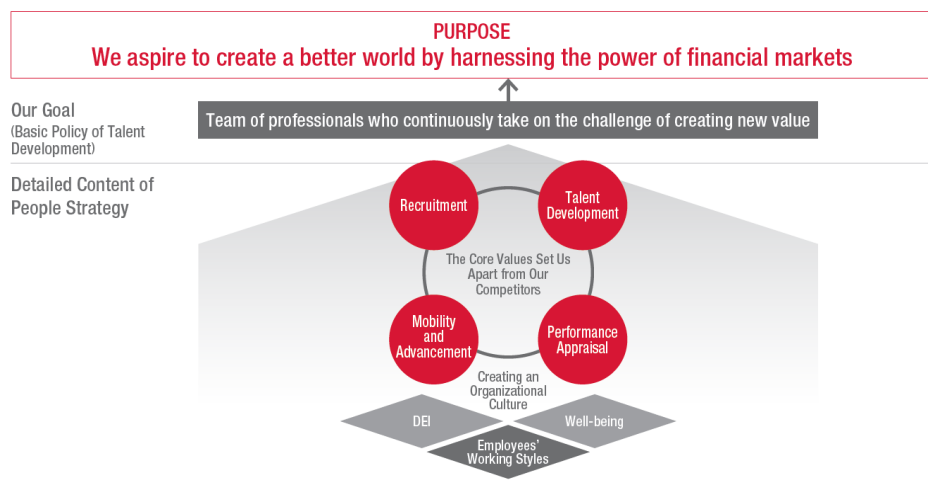 PURPOSE
We aspire to create a better world by harnessing the power of financial markets
Our Goal
(Basic Policy of Talent
Development)
Team of professionals who continuously take on the challenge of creating new value
Detailed Content of
People Strategy
Recruitment
Talent
Development
The Core Values Set Us
Apart from Our
Competitors
Mobility
and
Advancement
Performance
Appraisal
Creating an
Organizational
Culture
DEI
Well-being
Employees'
Working Styles